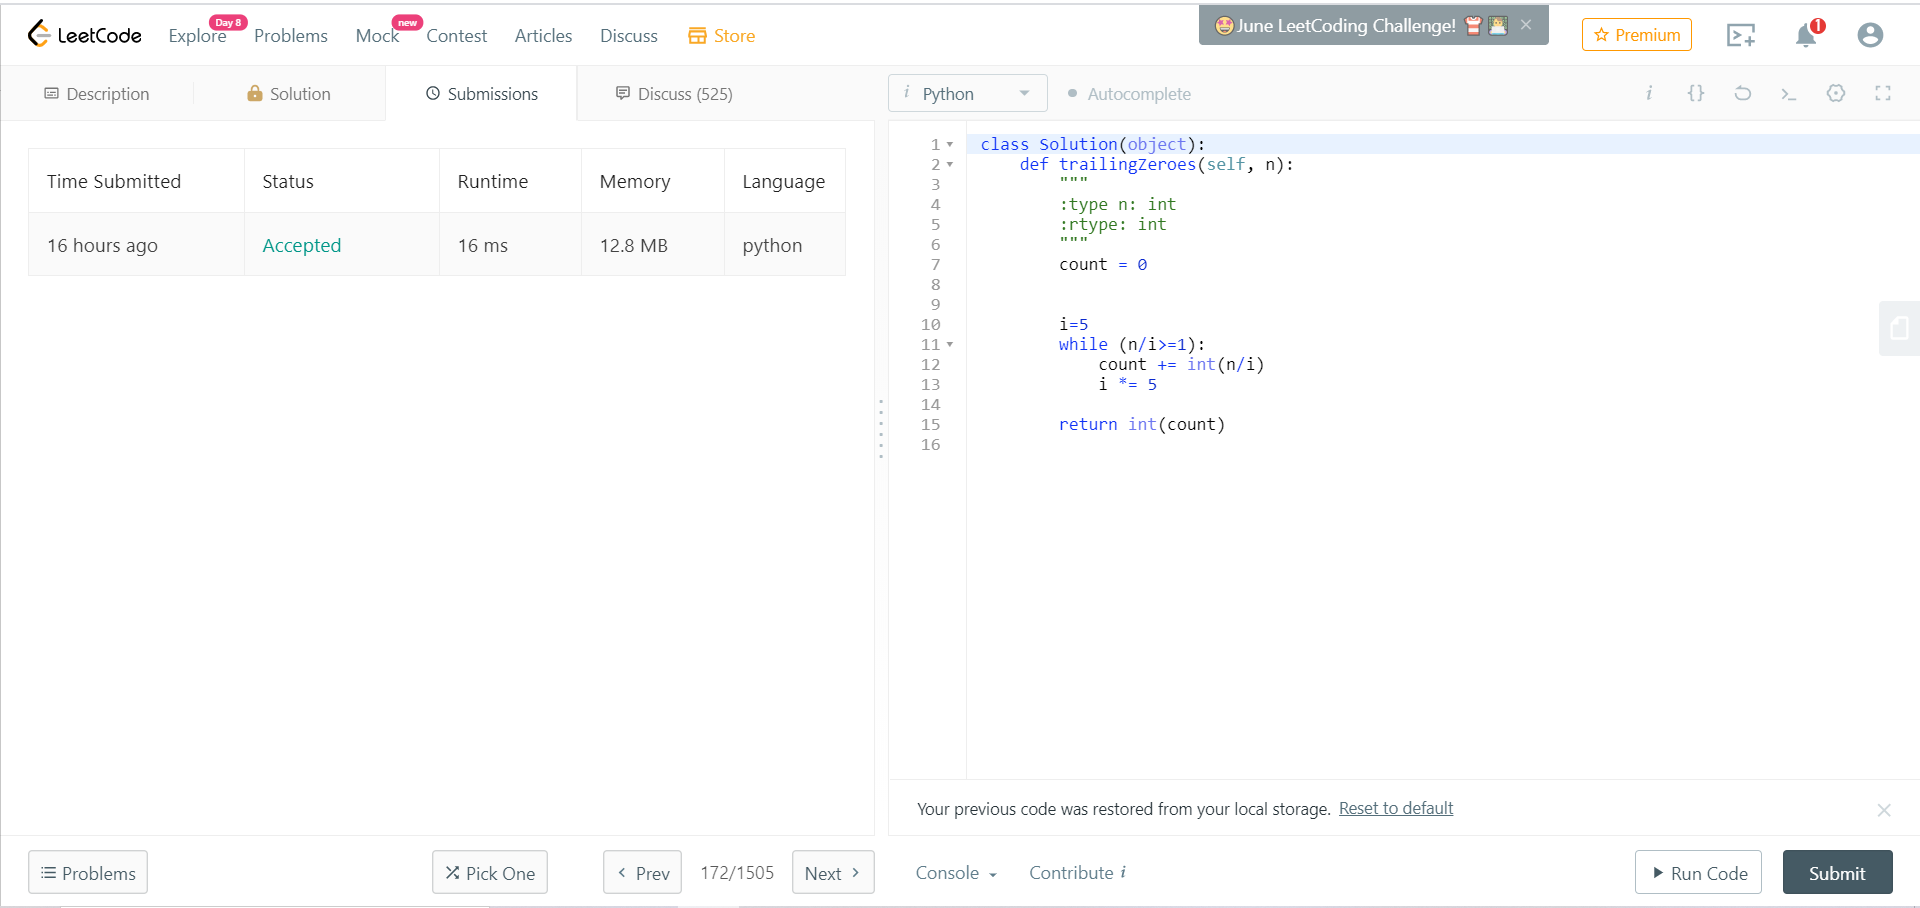 LeetCode Explore Day 8 Problems Mock new Contest Articles Discuss Store June LeetCoding Challenge! Premium 1
Description Solution Submissions Discuss (525) i Python Autocomplete i {}
Time Submitted Status Runtime Memory Language
16 hours ago Accepted 16 ms 12.8 MB python
1 class Solution(object):
2 def trailingZeroes(self, n):
3 """
4 :type n: int
5 :rtype: int
6 """
7 count = 0
8
9
10 i=5
11 while (n/i>=1):
12 count += int(n/i)
13 i *= 5
14
15 return int(count)
16
Your previous code was restored from your local storage. Reset to default
Problems Pick One Prev 172/1505 Next Console Contribute i Run Code Submit